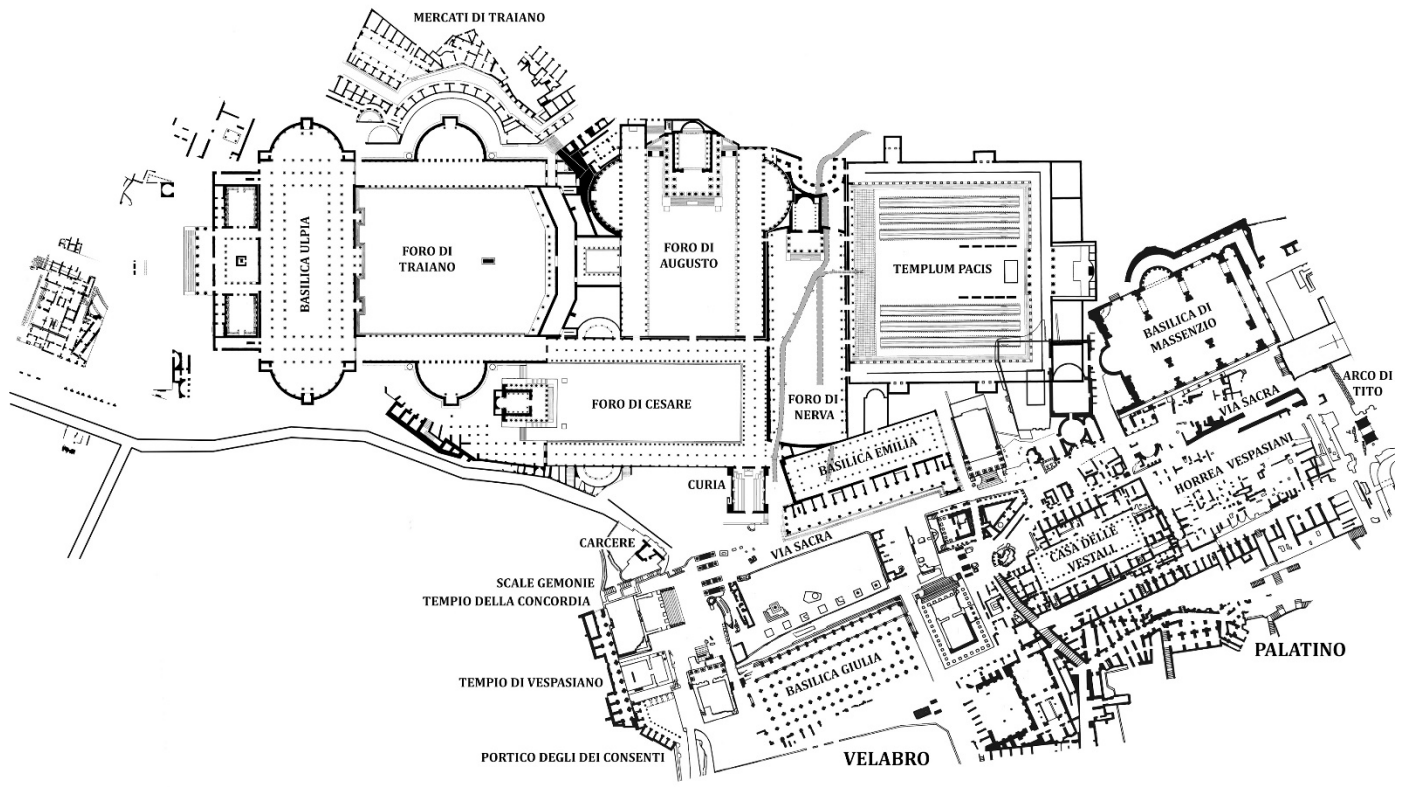 MERCATI DI TRAIANO
BASILICA ULPIA
FORO DI
TRAIANO
FORO DI
AUGUSTO
TEMPLUM PACIS
BASILICA DI
MASSENZIO
ARCO DI
TITO
VIA SACRA
FORO DI CESARE
FORO DI
NERVA
BASILICA EMILIA
HORREA VESPASIANI
CURIA
CARCERE
VIA SACRA
CASA DELLE
VESTALI
SCALE GEMONIE
TEMPIO DELLA CONCORDIA
PALATINO
TEMPIO DI VESPASIANO
BASILICA GIULIA
PORTICO DEGLI DEI CONSENTI
VELABRO